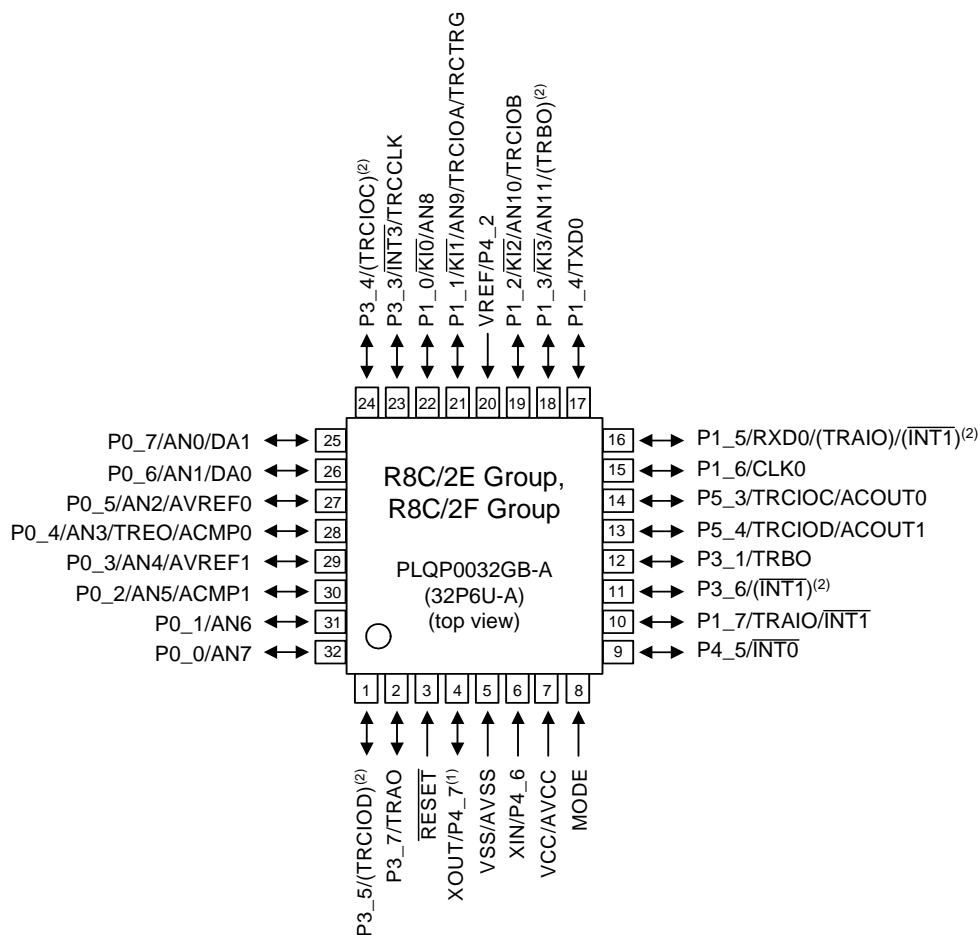 P3_4/(TRCIOC)(2)
P3_3/INT3/TRCCLK
P1_0/KI0/AN8
P1_1/KI1/AN9/TRCIOA/TRCTRG
VREF/P4_2
P1_2/KI2/AN10/TRCIOB
P1_3/KI3/AN11/(TRBO)(2)
P1_4/TXD0
24 23 22 21 20 19 18 17
P0_7/AN0/DA1 25
P0_6/AN1/DA0 26
P0_5/AN2/AVREF0 27
P0_4/AN3/TREO/ACMP0 28
P0_3/AN4/AVREF1 29
P0_2/AN5/ACMP1 30
P0_1/AN6 31
P0_0/AN7 32
R8C/2E Group,
R8C/2F Group
PLQP0032GB-A
(32P6U-A)
(top view)
16 P1_5/RXD0/(TRAIO)/(INT1)(2)
15 P1_6/CLK0
14 P5_3/TRCIOC/ACOUT0
13 P5_4/TRCIOD/ACOUT1
12 P3_1/TRBO
11 P3_6/(INT1)(2)
10 P1_7/TRAIO/INT1
9 P4_5/INT0
1 2 3 4 5 6 7 8
P3_5/(TRCIOD)(2)
P3_7/TRAO
RESET
XOUT/P4_7(1)
VSS/AVSS
XIN/P4_6
VCC/AVCC
MODE